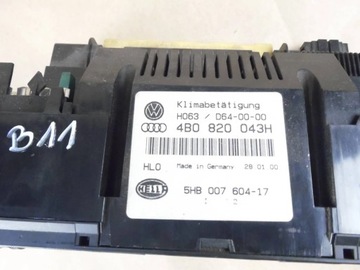 B11
Klimabetätigung
H063 / D64-00-00
4B0 820 043H
HLO Made in Germany 28 01 00
HELLA
5HB 007 604-17